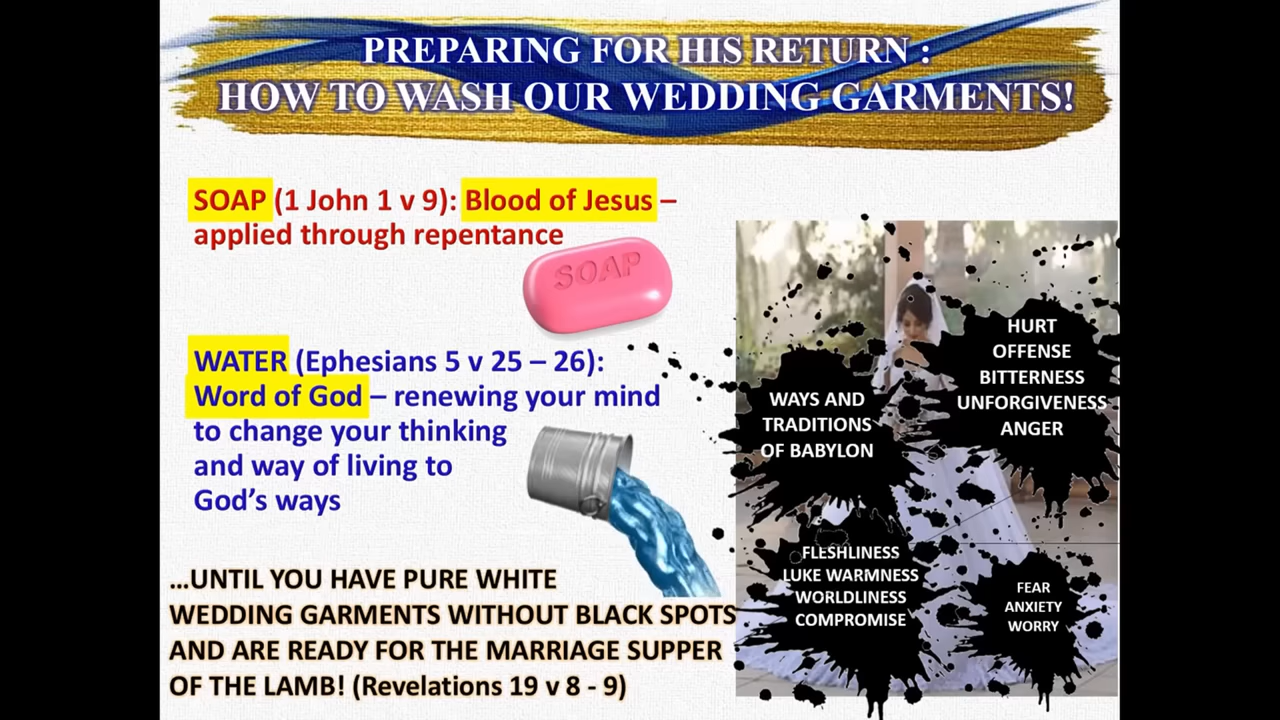 PREPARING FOR HIS RETURN :
HOW TO WASH OUR WEDDING GARMENTS!
SOAP (1 John 1 v 9): Blood of Jesus –
applied through repentance
SOAP
WATER (Ephesians 5 v 25 – 26):
Word of God – renewing your mind
to change your thinking
and way of living to
God's ways
…UNTIL YOU HAVE PURE WHITE
WEDDING GARMENTS WITHOUT BLACK SPOTS
AND ARE READY FOR THE MARRIAGE SUPPER
OF THE LAMB! (Revelations 19 v 8 - 9)
HURT
OFFENSE
BITTERNESS
UNFORGIVENESS
ANGER
WAYS AND
TRADITIONS
OF BABYLON
FLESHLINESS
LUKE WARMNESS
WORLDLINESS
COMPROMISE
FEAR
ANXIETY
WORRY